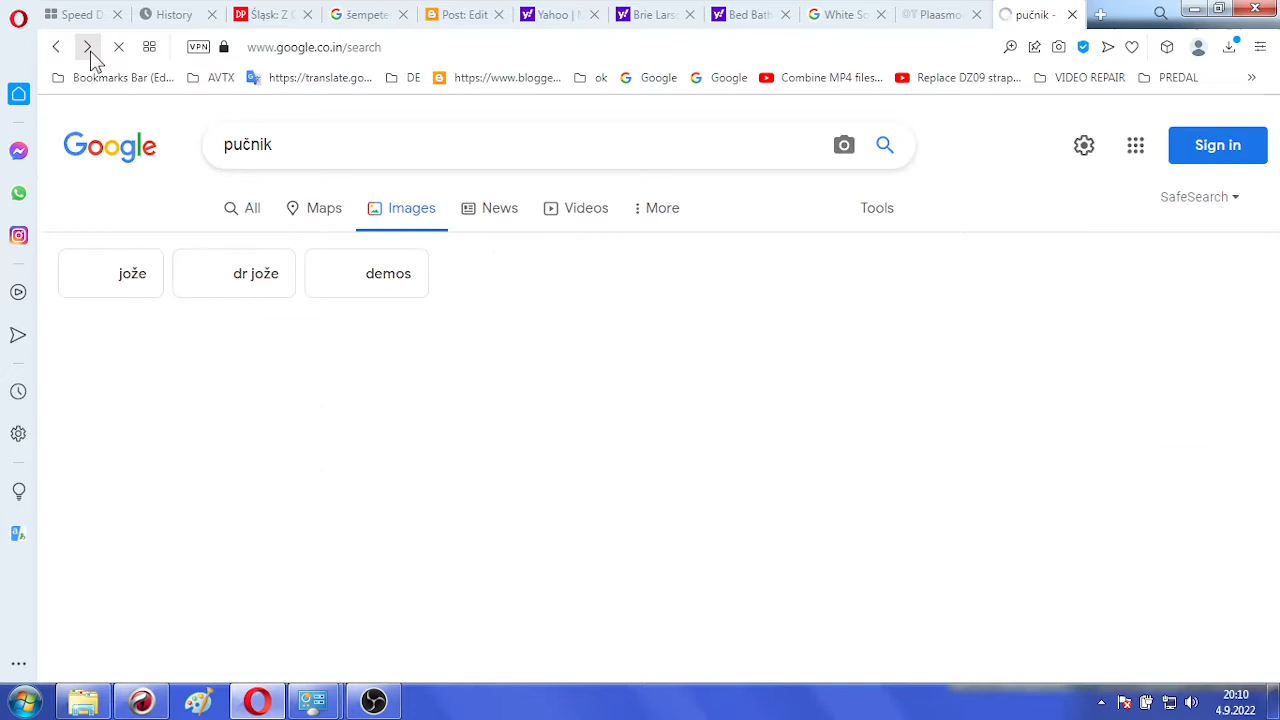 Speed D
History
Śląsk: 7 (
šempete
Post: Edit
Yahoo
Brie Lars
Bed Bath
White So
Plaasmo
pučnik -
VPN
www.google.co.in/search
Bookmarks Bar (Ed...
AVTX
https://translate.go...
DE
https://www.blogge...
ok
Google
Google
Combine MP4 files...
Replace DZ09 strap...
VIDEO REPAIR
PREDAL
Google
pučnik
Sign in
All
Maps
Images
News
Videos
More
Tools
SafeSearch
jože
dr jože
demos
20:10
4.9.2022